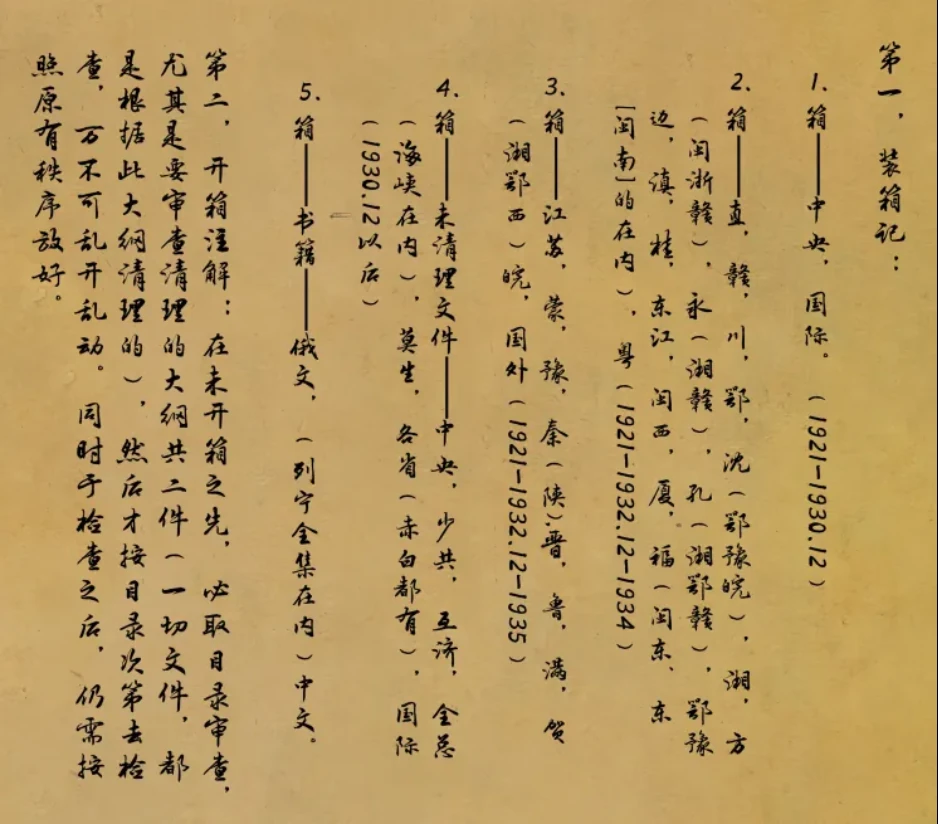 第一，装箱记：
1. 箱——中央，国际。（1921-1930.12）
2. 箱——直，赣，川，鄂，沈（鄂豫皖），湘，方
（闽浙赣），永（湘赣），孔（湘鄂赣），鄂豫
边，滇，桂，东江，闽西，厦，福（闽东、东
[闽南]的在内），粤（1921-1932.12-1934）
3. 箱——江苏，蒙，豫，秦（陕）、晋，鲁，满，贺
（湘鄂西）皖，国外（1921-1932.12-1935）
4. 箱——未清理文件——中央，少共，互济，全总
（海峡在内），莫生，各省（赤白都有），国际
（1930.12以后）
5. 箱——书籍——俄文，（列宁全集在内）中文。
第二，开箱注解：在未开箱之先，必取目录审查，
尤其是要审查清理的大纲共二件（一切文件，都
是根据此大纲清理的），然后才按目录次第去检
查，万不可乱开乱动。同时于检查之后，仍需按
照原有秩序放好。